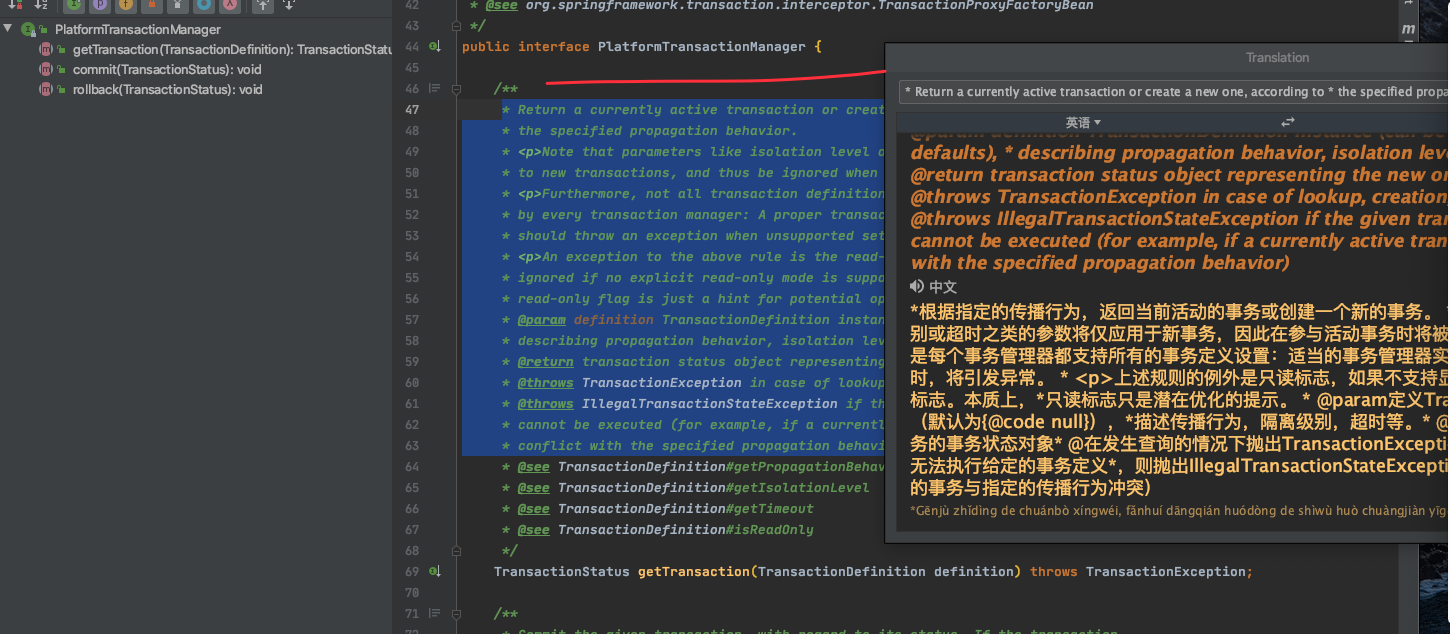 PlatformTransactionManager
getTransaction(TransactionDefinition): TransactionStatu
commit(TransactionStatus): void
rollback(TransactionStatus): void
42 * @see org.springframework.transaction.interceptor.TransactionProxyFactoryBean
43 */
44 public interface PlatformTransactionManager {
45
46 /**
47 * Return a currently active transaction or creat
48 * the specified propagation behavior.
49 * <p>Note that parameters like isolation level o
50 * to new transactions, and thus be ignored when
51 * <p>Furthermore, not all transaction definition
52 * by every transaction manager: A proper transac
53 * should throw an exception when unsupported set
54 * <p>An exception to the above rule is the read-
55 * ignored if no explicit read-only mode is suppo
56 * read-only flag is just a hint for potential op
57 * @param definition TransactionDefinition instan
58 * describing propagation behavior, isolation lev
59 * @return transaction status object representing
60 * @throws TransactionException in case of lookup
61 * @throws IllegalTransactionStateException if th
62 * cannot be executed (for example, if a currentl
63 * conflict with the specified propagation behavi
64 * @see TransactionDefinition#getPropagationBehav
65 * @see TransactionDefinition#getIsolationLevel
66 * @see TransactionDefinition#getTimeout
67 * @see TransactionDefinition#isReadOnly
68 */
69 TransactionStatus getTransaction(TransactionDefinition definition) throws TransactionException;
70
71 /**
72 * Commit the given transaction, with regard to its status. If the transaction
Translation
* Return a currently active transaction or create a new one, according to * the specified propa
英语
@param definition TransactionDefinition instance (can be
defaults), * describing propagation behavior, isolation leve
@return transaction status object representing the new or
@throws TransactionException in case of lookup, creation,
@throws IllegalTransactionStateException if the given tran
cannot be executed (for example, if a currently active tran
with the specified propagation behavior)
中文
*根据指定的传播行为，返回当前活动的事务或创建一个新的事务。
别或超时之类的参数将仅应用于新事务，因此在参与活动事务时将被
是每个事务管理器都支持所有的事务定义设置：适当的事务管理器实
时，将引发异常。 * <p>上述规则的例外是只读标志，如果不支持显
标志。本质上，*只读标志只是潜在优化的提示。 * @param定义Tra
（默认为{@code null}），*描述传播行为，隔离级别，超时等。* @
务的事务状态对象* @在发生查询的情况下抛出TransactionExcepti
无法执行给定的事务定义*，则抛出IllegalTransactionStateExcepti
的事务与指定的传播行为冲突）
*Gēnjù zhǐdìng de chuánbò xíngwéi, fǎnhuí dāngqián huódòng de shìwù huò chuàngjiàn yīg
m